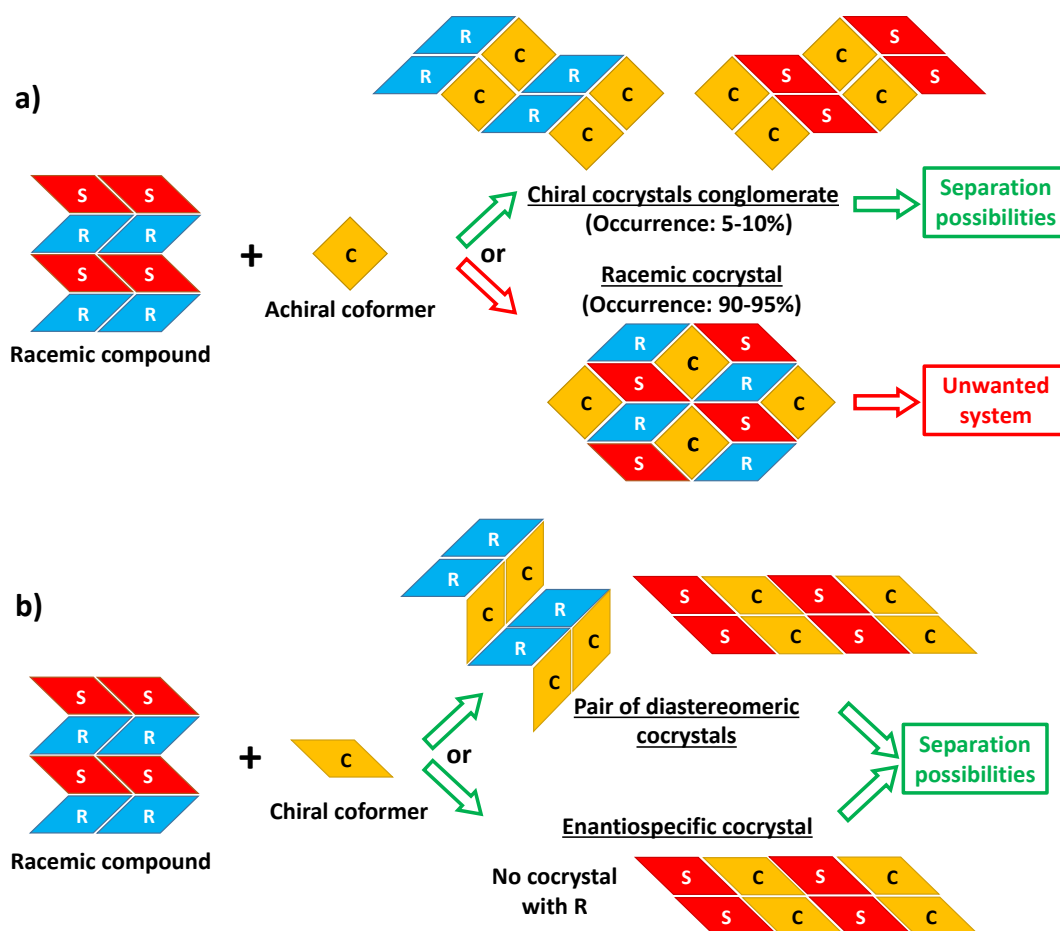 a)
R
R
C
C
R
R
C
C
S
S
C
C
S
S
C
C
S S
R R
S S
R R
Racemic compound
+
C
Achiral coformer
or
Chiral cocrystals conglomerate
(Occurrence: 5-10%)
Separation
possibilities
Racemic cocrystal
(Occurrence: 90-95%)
R C S
S R
C C
R S
S C R
Unwanted
system
b)
R
R
C
C
R
R
C
C
S C S C
S C S C
Pair of diastereomeric
cocrystals
S S
R R
S S
R R
Racemic compound
+
C
Chiral coformer
or
Separation
possibilities
Enantiospecific cocrystal
No cocrystal
with R
S C S C
S C S C